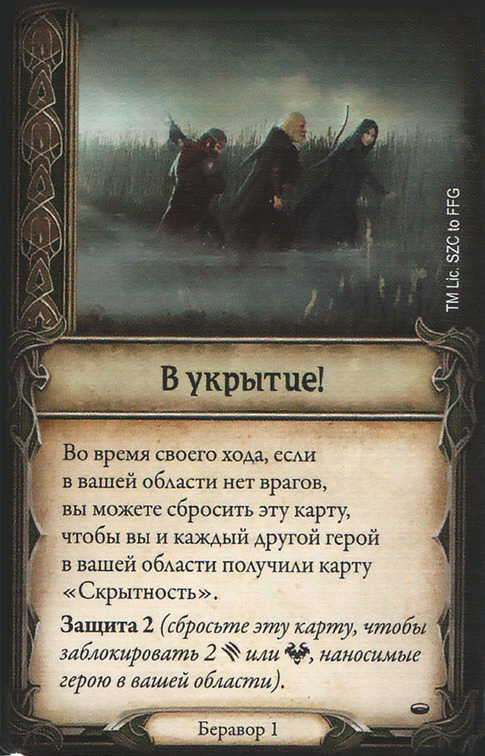 TM Lic. SZC to FFG
В укрытие!
Во время своего хода, если
в вашей области нет врагов,
вы можете сбросить эту карту,
чтобы вы и каждый другой герой
в вашей области получили карту
«Скрытность».
Защита 2 (сбросьте эту карту, чтобы
заблокировать 2 или , наносимые
герою в вашей области).
Беравор 1